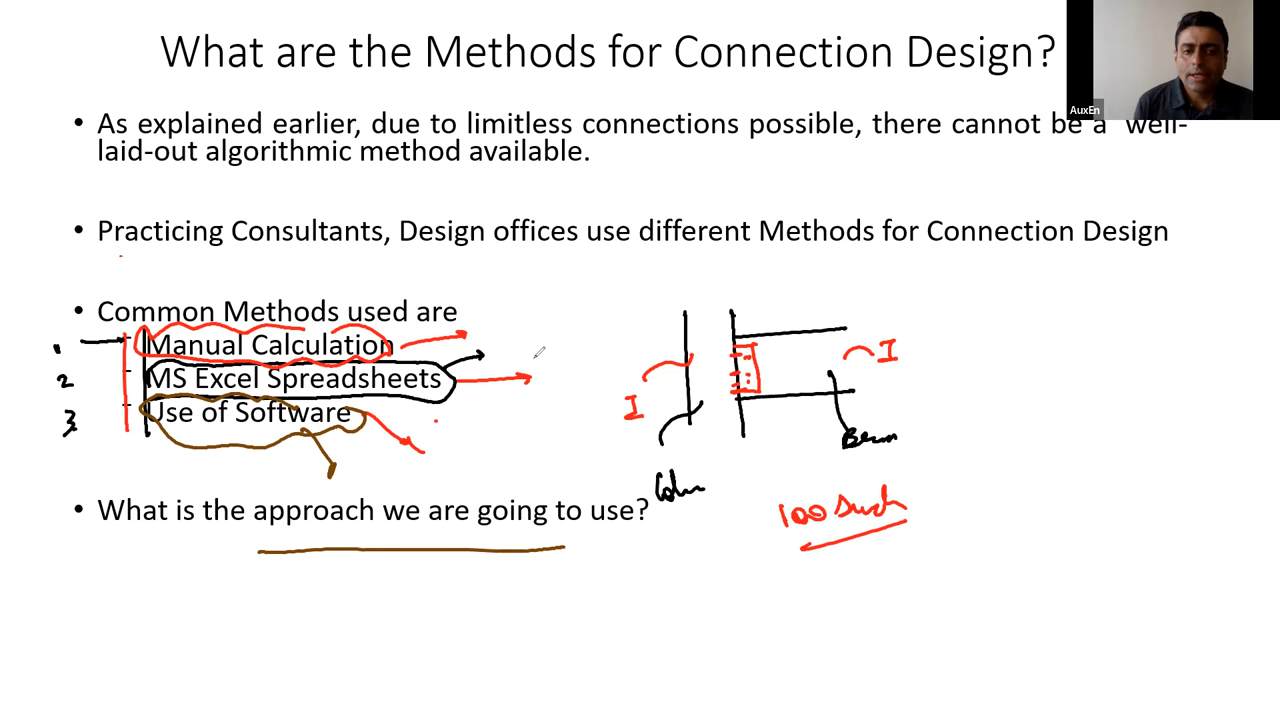 What are the Methods for Connection Design?
AuxEn
• As explained earlier, due to limitless connections possible, there cannot be a well-
laid-out algorithmic method available.
• Practicing Consultants, Design offices use different Methods for Connection Design
• Common Methods used are
1 - Manual Calculation
2 - MS Excel Spreadsheets
3 - Use of Software
I
I
Beam
• What is the approach we are going to use?
100 Such